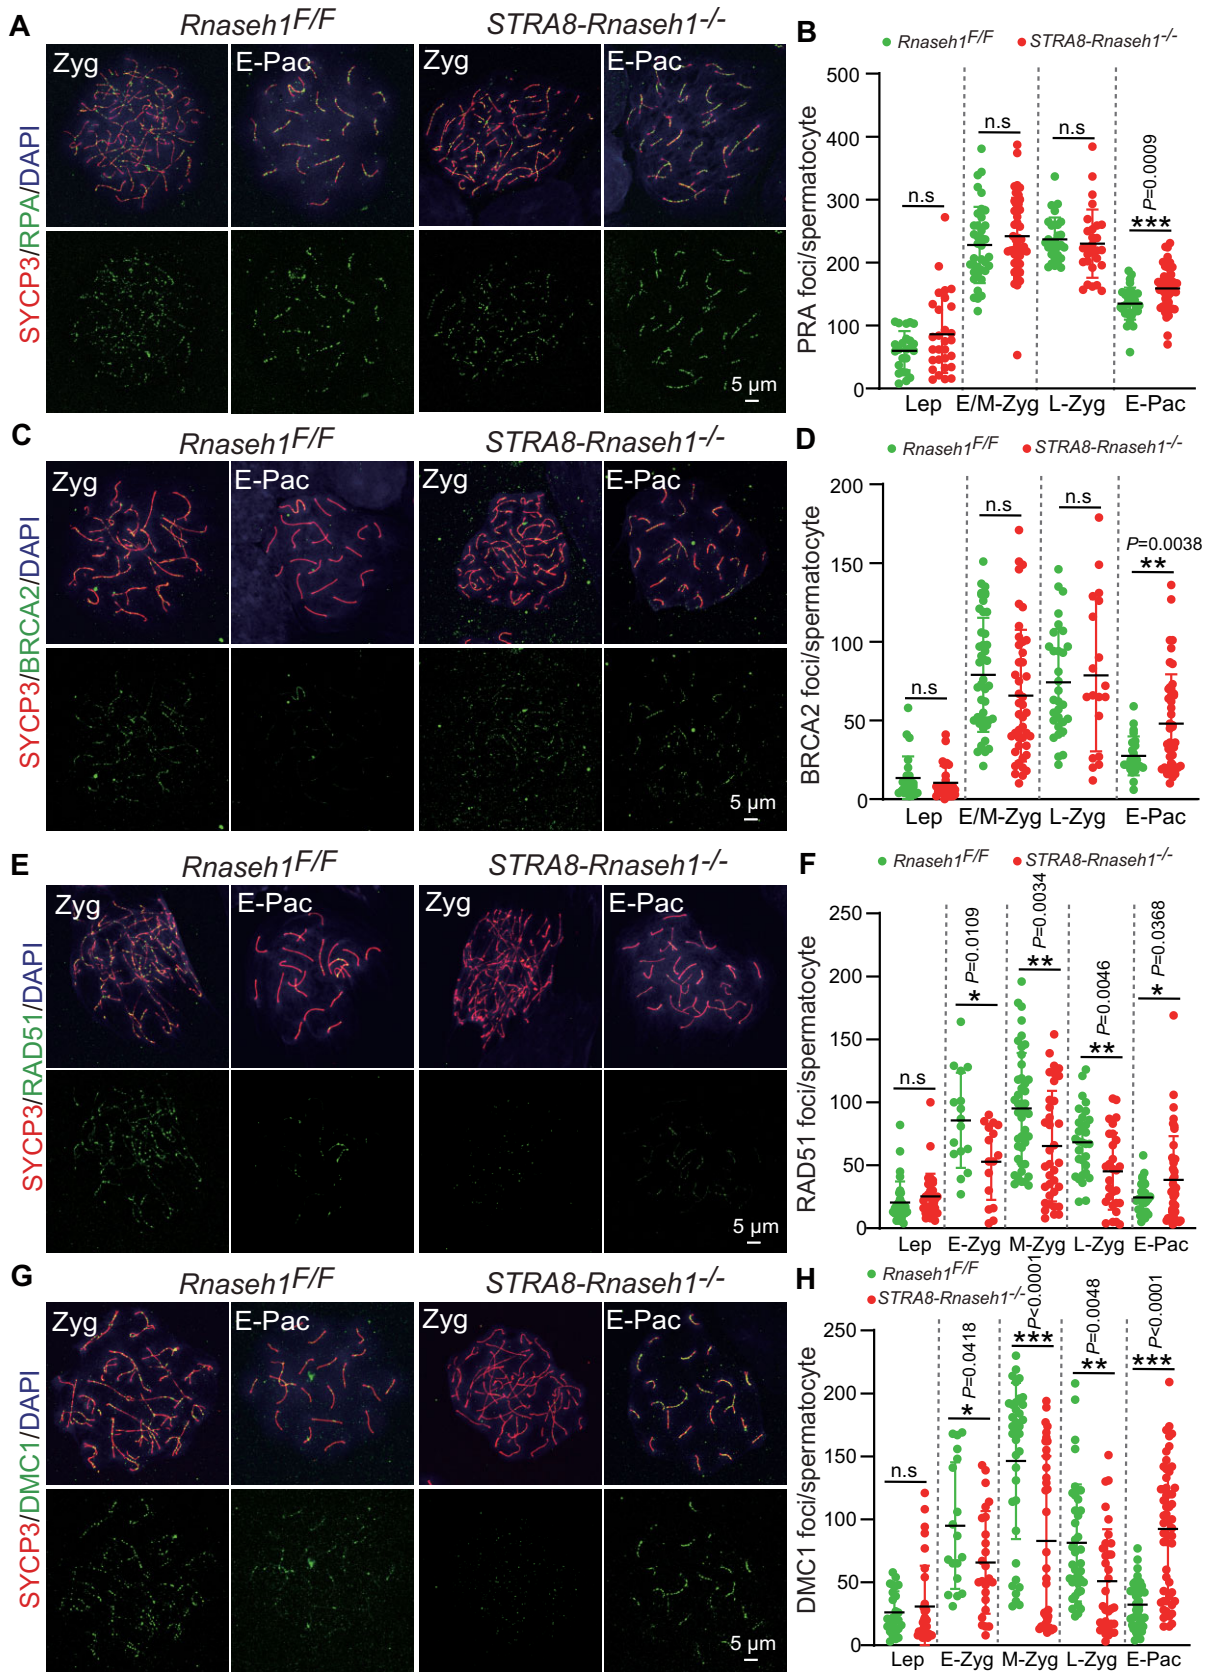 A
Rnaseh1F/F
STRA8-Rnaseh1-/-
SYCP3/RPA/DAPI
Zyg
E-Pac
Zyg
E-Pac
5 µm
B
Rnaseh1F/F
STRA8-Rnaseh1-/-
PRA foci/spermatocyte
500
400
300
200
100
0
n.s
n.s
n.s
P=0.0009
***
Lep
E/M-Zyg
L-Zyg
E-Pac
C
Rnaseh1F/F
STRA8-Rnaseh1-/-
SYCP3/BRCA2/DAPI
Zyg
E-Pac
Zyg
E-Pac
5 µm
D
Rnaseh1F/F
STRA8-Rnaseh1-/-
BRCA2 foci/spermatocyte
200
150
100
50
0
n.s
n.s
n.s
P=0.0038
**
Lep
E/M-Zyg
L-Zyg
E-Pac
E
Rnaseh1F/F
STRA8-Rnaseh1-/-
SYCP3/RAD51/DAPI
Zyg
E-Pac
Zyg
E-Pac
5 µm
F
Rnaseh1F/F
STRA8-Rnaseh1-/-
RAD51 foci/spermatocyte
250
200
150
100
50
0
n.s
P=0.0109
*
P=0.0034
**
P=0.0046
**
P=0.0368
*
Lep
E-Zyg
M-Zyg
L-Zyg
E-Pac
G
Rnaseh1F/F
STRA8-Rnaseh1-/-
SYCP3/DMC1/DAPI
Zyg
E-Pac
Zyg
E-Pac
5 µm
H
Rnaseh1F/F
STRA8-Rnaseh1-/-
DMC1 foci/spermatocyte
250
200
150
100
50
0
n.s
P=0.0418
*
P<0.0001
***
P=0.0048
**
P<0.0001
***
Lep
E-Zyg
M-Zyg
L-Zyg
E-Pac